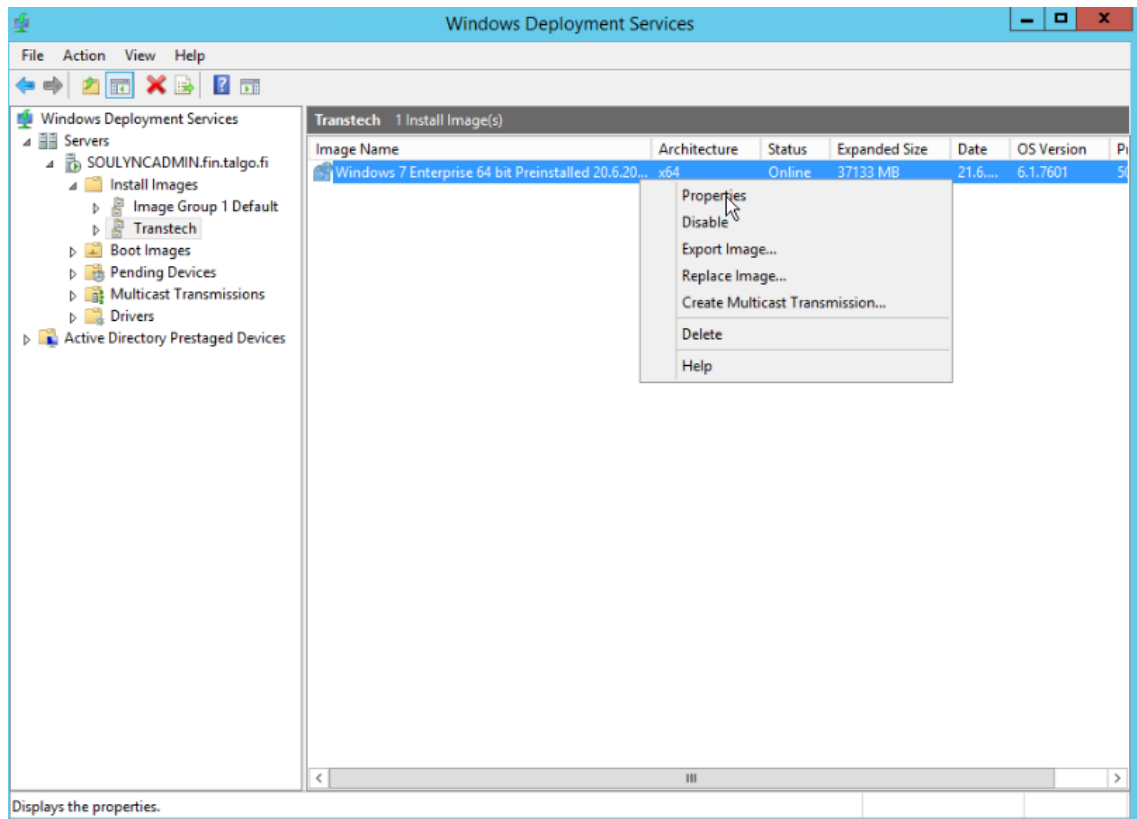 Windows Deployment Services
File Action View Help
Windows Deployment Services
Servers
SOULYNCADMIN.fin.talgo.fi
Install Images
Image Group 1 Default
Transtech
Boot Images
Pending Devices
Multicast Transmissions
Drivers
Active Directory Prestaged Devices
Transtech 1 Install Image(s)
Image Name Architecture Status Expanded Size Date OS Version
Windows 7 Enterprise 64 bit Preinstalled 20.6.20... x64 Online 37133 MB 21.6.... 6.1.7601
Properties
Disable
Export Image...
Replace Image...
Create Multicast Transmission...
Delete
Help
Displays the properties.